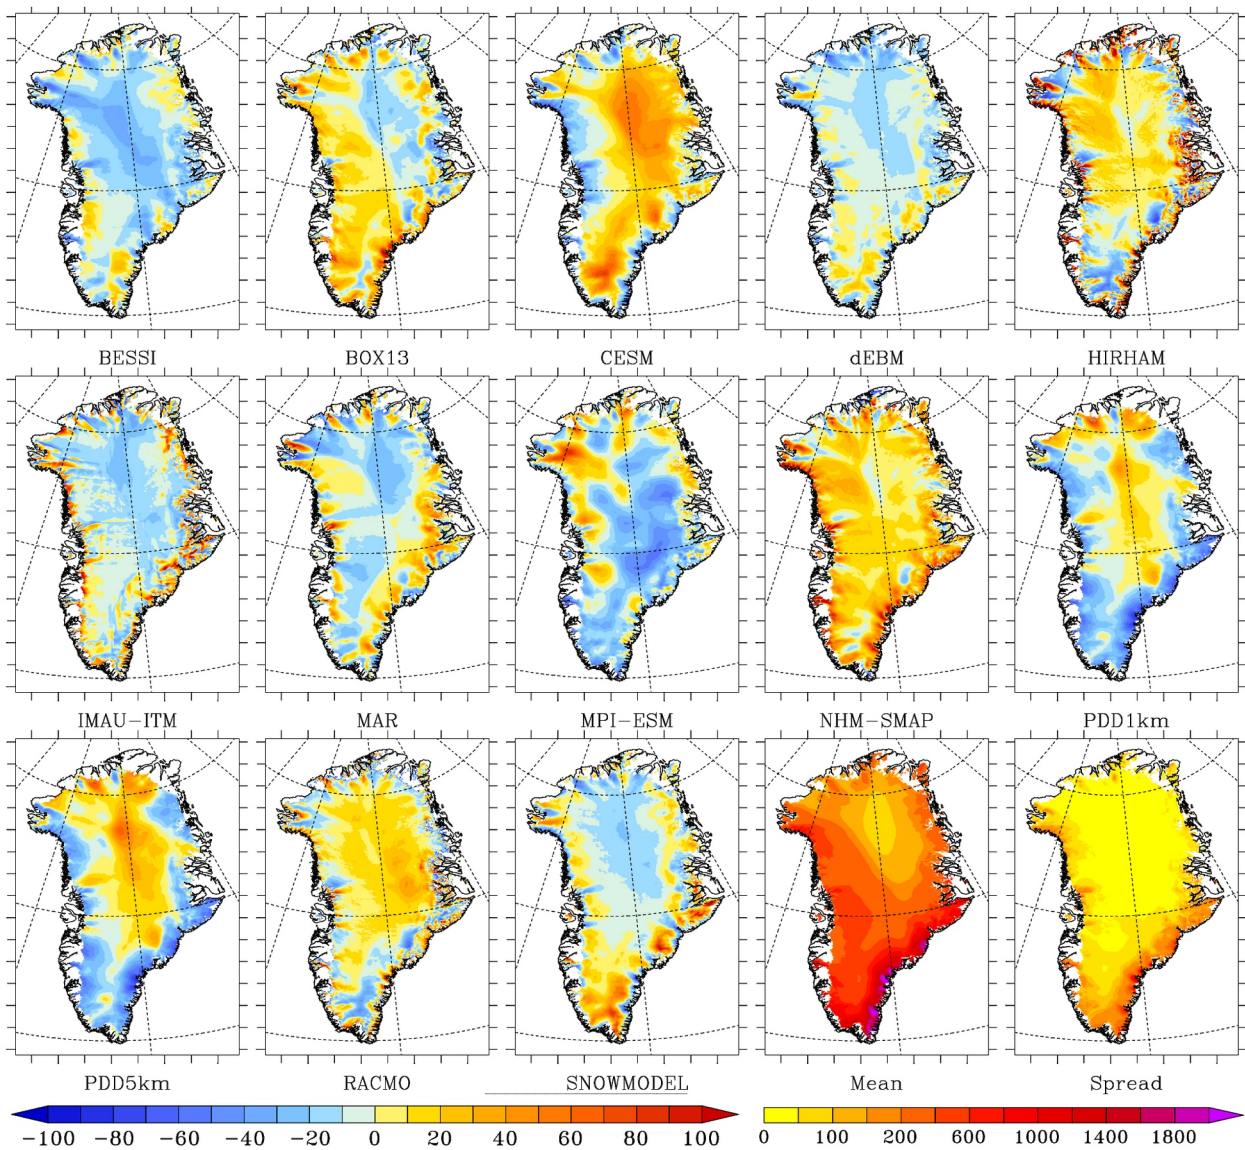 BESSI BOX13 CESM dEBM HIRHAM
IMAU-ITM MAR MPI-ESM NHM-SMAP PDD1km
PDD5km RACMO SNOWMODEL Mean Spread
-100 -80 -60 -40 -20 0 20 40 60 80 100
0 100 200 600 1000 1400 1800